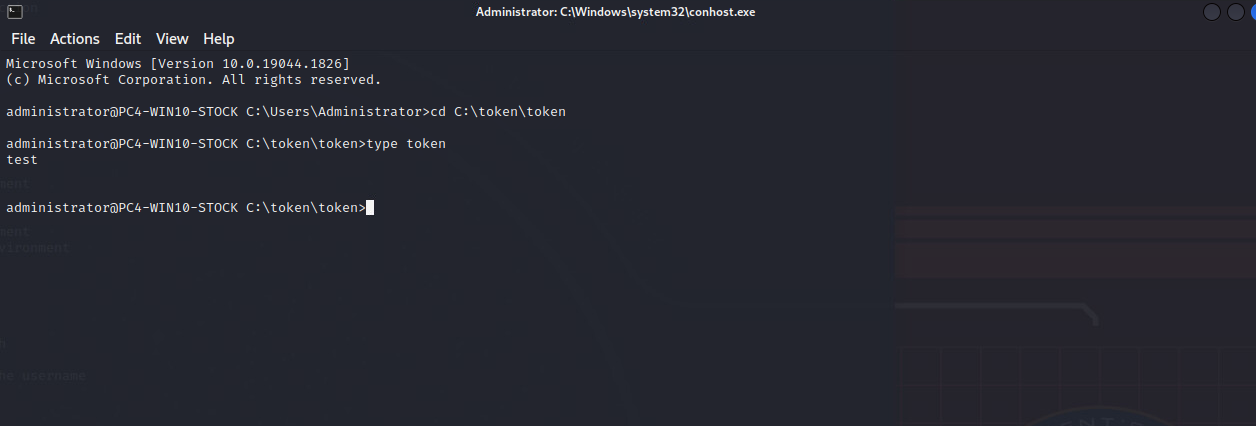 Administrator: C:\Windows\system32\conhost.exe
File Actions Edit View Help
Microsoft Windows [Version 10.0.19044.1826]
(c) Microsoft Corporation. All rights reserved.
administrator@PC4-WIN10-STOCK C:\Users\Administrator>cd C:\token\token
administrator@PC4-WIN10-STOCK C:\token\token>type token
test
administrator@PC4-WIN10-STOCK C:\token\token>
username